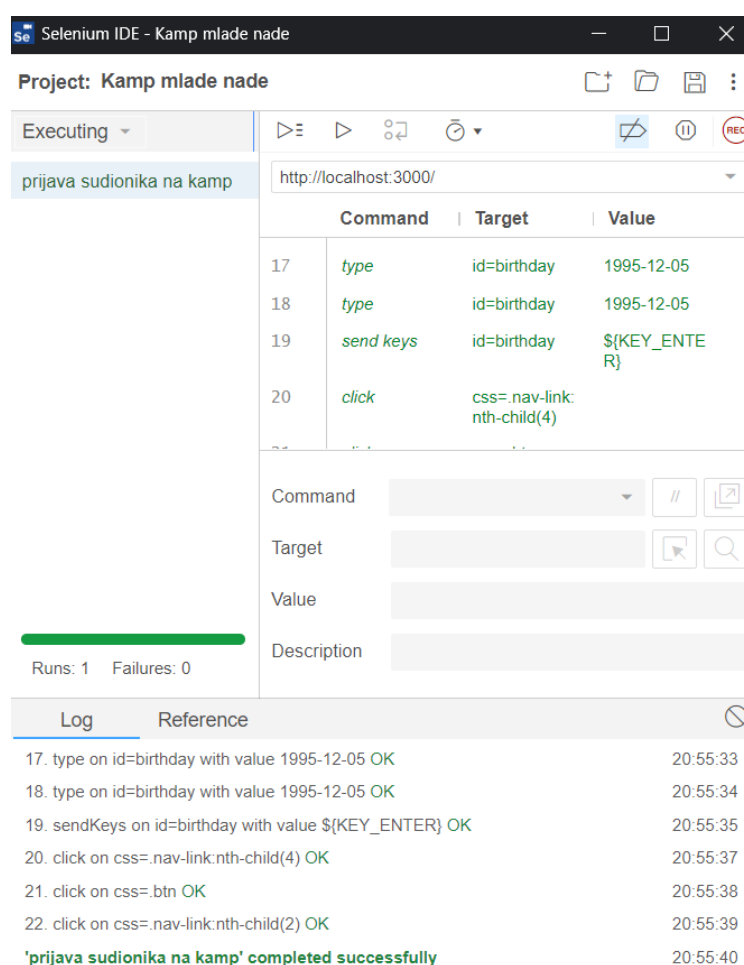 Se Selenium IDE - Kamp mlade nade
Project: Kamp mlade nade
Executing
REC
prijava sudionika na kamp
http://localhost:3000/
Command Target Value
17 type id=birthday 1995-12-05
18 type id=birthday 1995-12-05
19 send keys id=birthday ${KEY_ENTE
R}
20 click css=.nav-link:
nth-child(4)
Command
//
Target
Value
Description
Runs: 1 Failures: 0
Log Reference
17. type on id=birthday with value 1995-12-05 OK 20:55:33
18. type on id=birthday with value 1995-12-05 OK 20:55:34
19. sendKeys on id=birthday with value ${KEY_ENTER} OK 20:55:35
20. click on css=.nav-link:nth-child(4) OK 20:55:37
21. click on css=.btn OK 20:55:38
22. click on css=.nav-link:nth-child(2) OK 20:55:39
'prijava sudionika na kamp' completed successfully 20:55:40